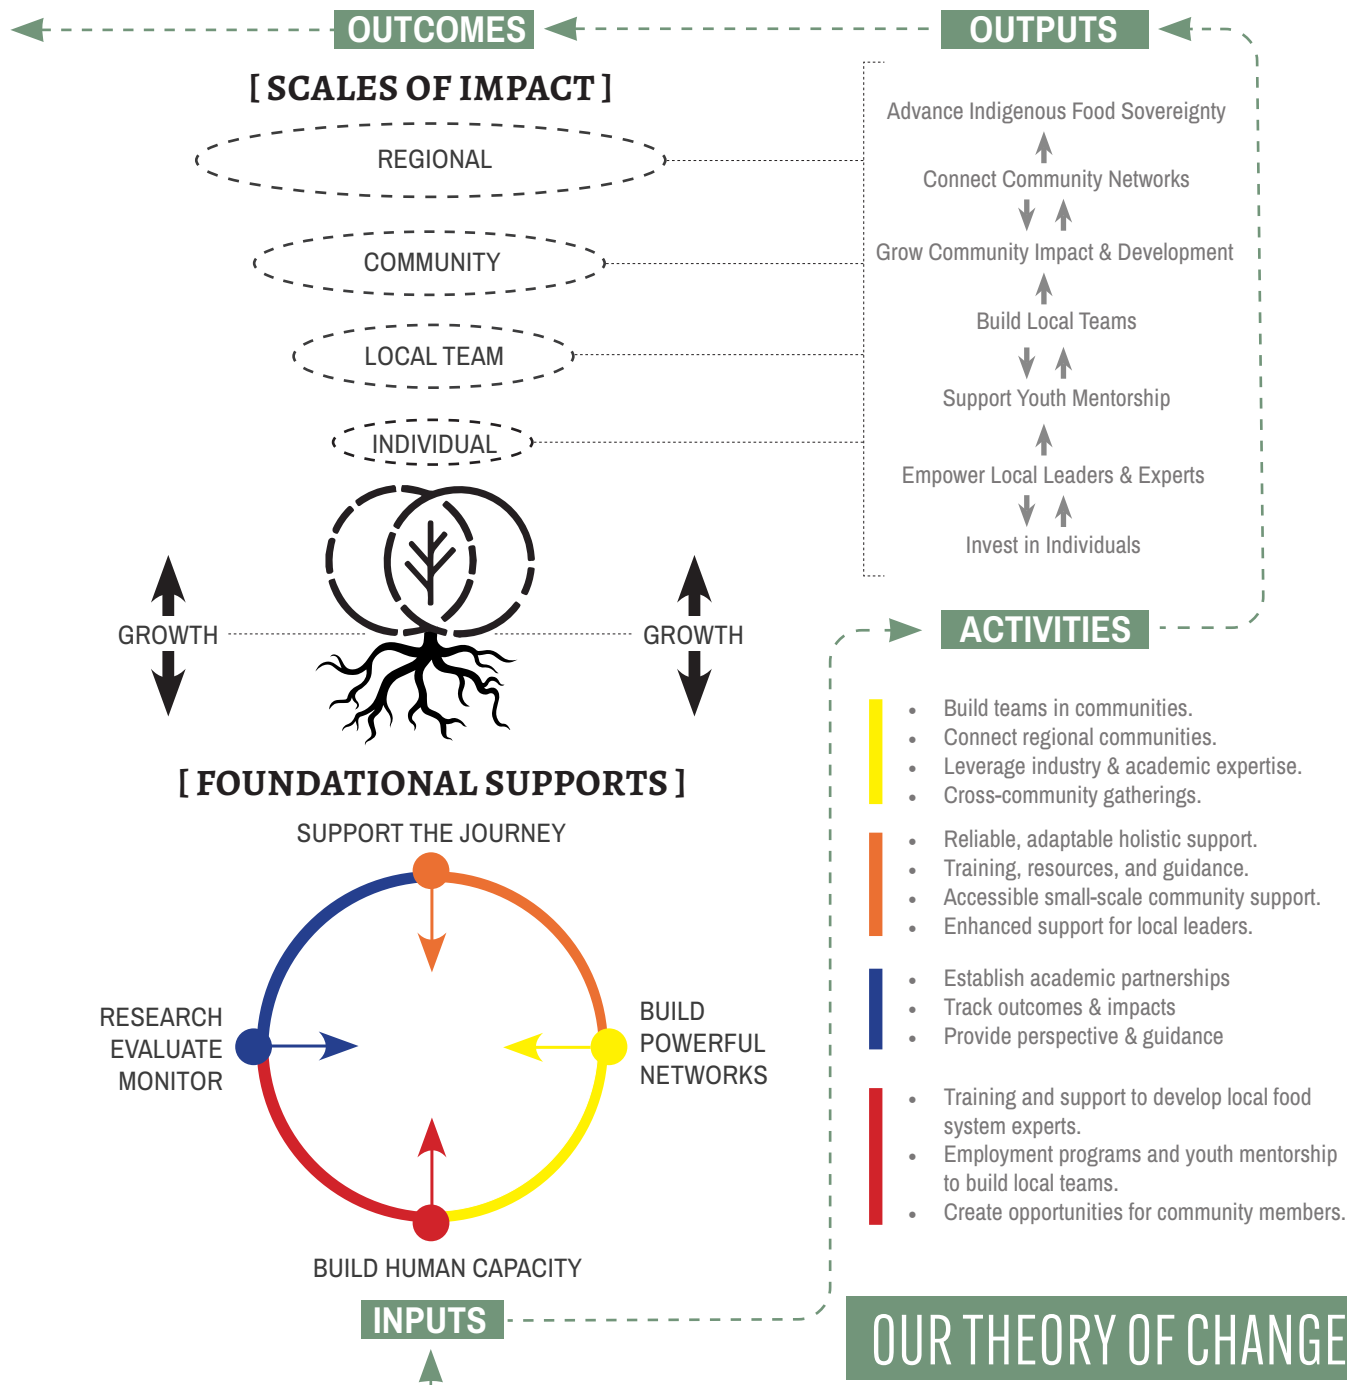 OUTCOMES
OUTPUTS
[ SCALES OF IMPACT ]
REGIONAL
COMMUNITY
LOCAL TEAM
INDIVIDUAL
Advance Indigenous Food Sovereignty
Connect Community Networks
Grow Community Impact & Development
Build Local Teams
Support Youth Mentorship
Empower Local Leaders & Experts
Invest in Individuals
GROWTH
GROWTH
[ FOUNDATIONAL SUPPORTS ]
SUPPORT THE JOURNEY
RESEARCH
EVALUATE
MONITOR
BUILD
POWERFUL
NETWORKS
BUILD HUMAN CAPACITY
INPUTS
ACTIVITIES
• Build teams in communities.
• Connect regional communities.
• Leverage industry & academic expertise.
• Cross-community gatherings.
• Reliable, adaptable holistic support.
• Training, resources, and guidance.
• Accessible small-scale community support.
• Enhanced support for local leaders.
• Establish academic partnerships
• Track outcomes & impacts
• Provide perspective & guidance
• Training and support to develop local food
system experts.
• Employment programs and youth mentorship
to build local teams.
• Create opportunities for community members.
OUR THEORY OF CHANGE